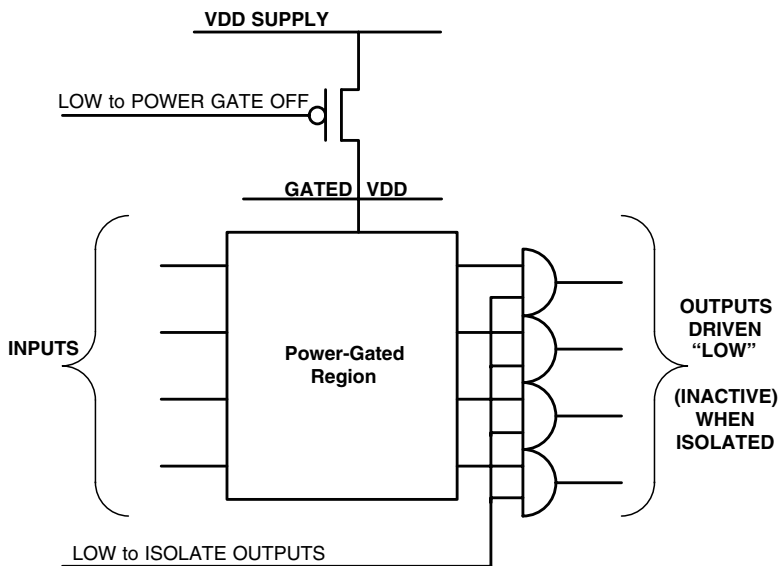 VDD SUPPLY
LOW to POWER GATE OFF
GATED VDD
INPUTS
Power-Gated
Region
OUTPUTS
DRIVEN
“LOW”
(INACTIVE)
WHEN
ISOLATED
LOW to ISOLATE OUTPUTS